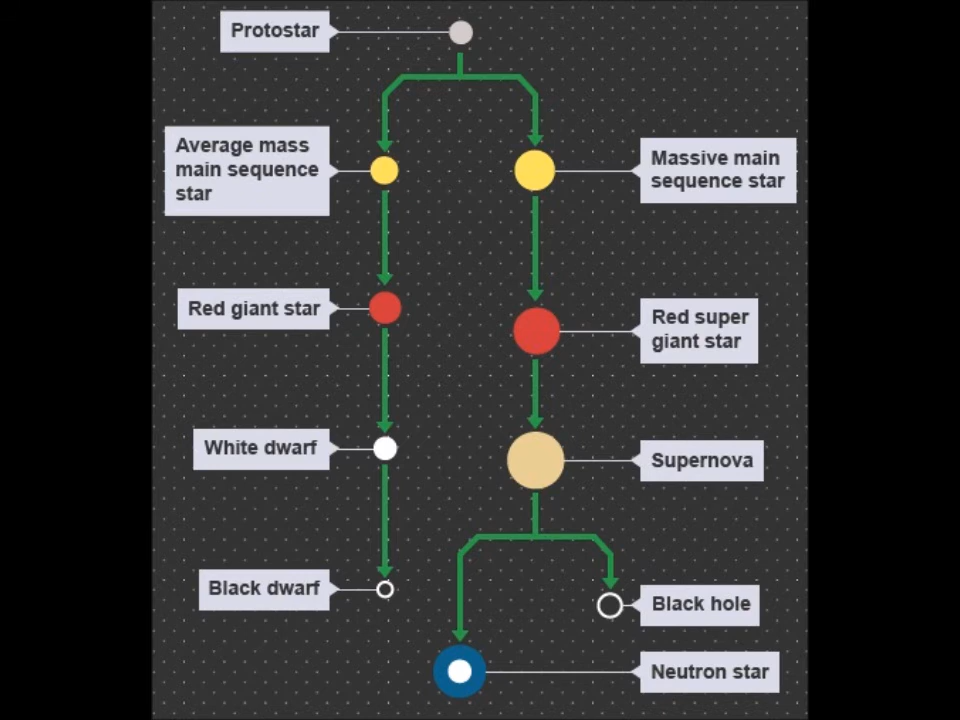 Protostar
Average mass
main sequence
star
Massive main
sequence star
Red giant star
Red super
giant star
White dwarf
Supernova
Black dwarf
Black hole
Neutron star